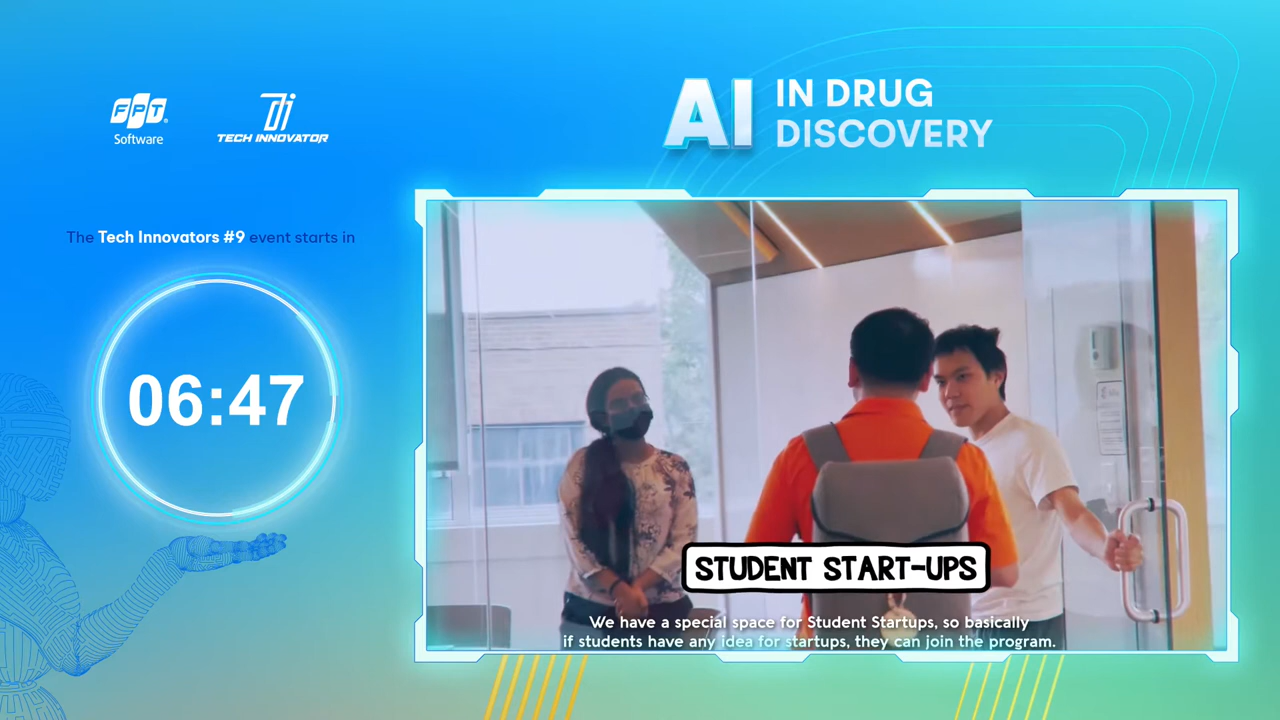 FPT
Software
TECH INNOVATOR
AI IN DRUG
DISCOVERY
The Tech Innovators #9 event starts in
06:47
STUDENT START-UPS
We have a special space for Student Startups, so basically
if students have any idea for startups, they can join the program.